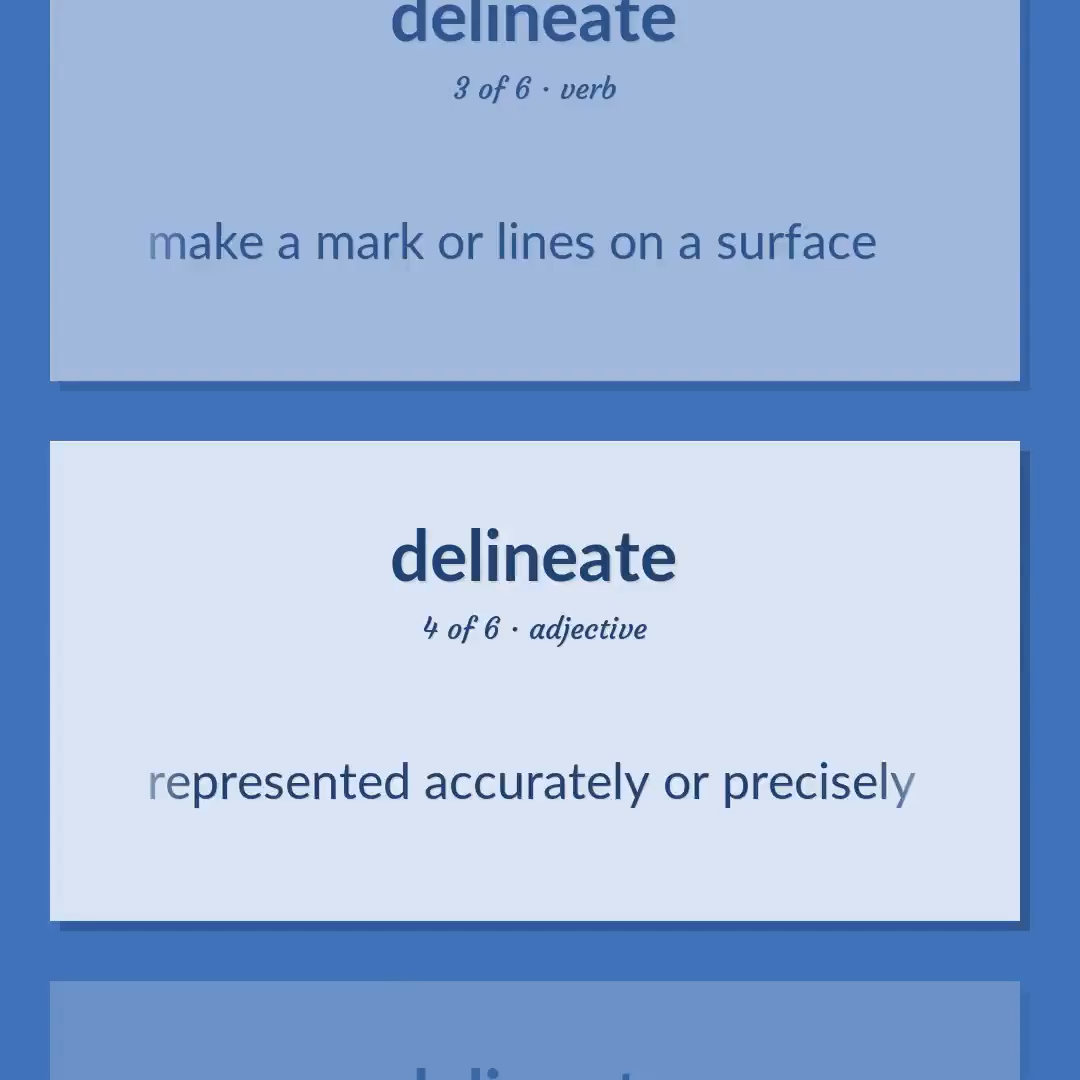 delineate
3 of 6 · verb
make a mark or lines on a surface
delineate
4 of 6 · adjective
represented accurately or precisely